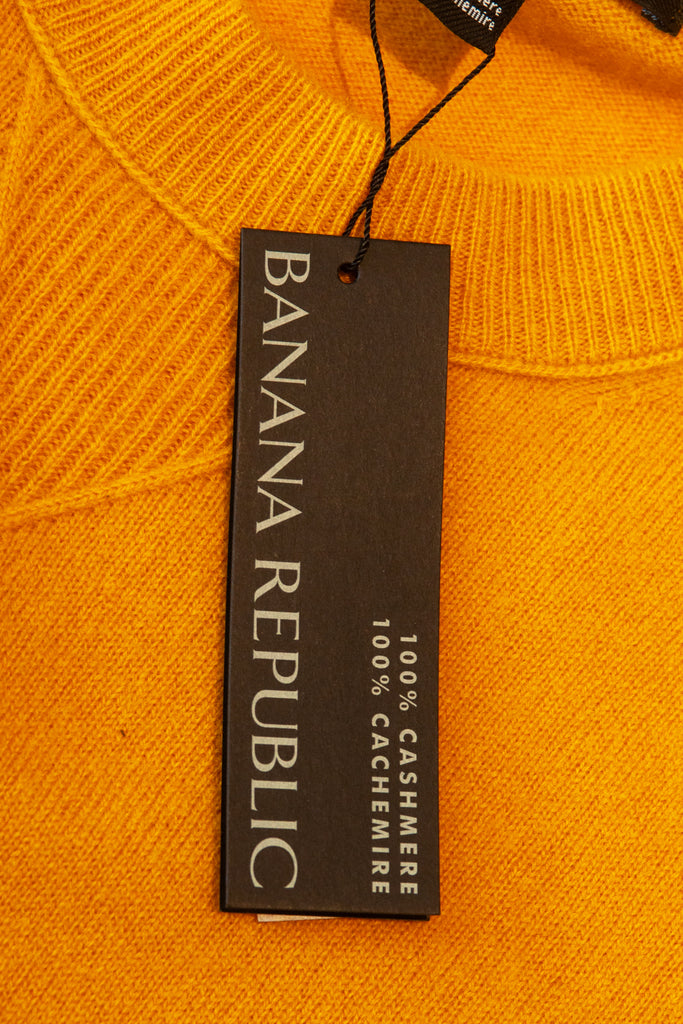 BANANA REPUBLIC
100% CASHMERE
100% CACHEMIRE